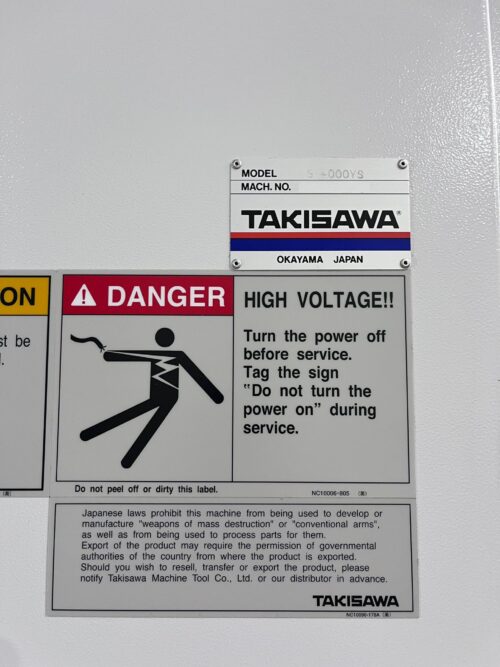 MODEL
MACH. NO.
TAKISAWA®
OKAYAMA JAPAN
ON
st be
.
DANGER
HIGH VOLTAGE!!
Turn the power off
before service.
Tag the sign
"Do not turn the
power on" during
service.
Do not peel off or dirty this label.
NC10006-805
Japanese laws prohibit this machine from being used to develop or
manufacture "weapons of mass destruction" or "conventional arms",
as well as from being used to process parts for them.
Export of the product may require the permission of governmental
authorities of the country from where the product is exported.
Should you wish to resell, transfer or export the product, please
notify Takisawa Machine Tool Co., Ltd. or our distributor in advance.
TAKISAWA